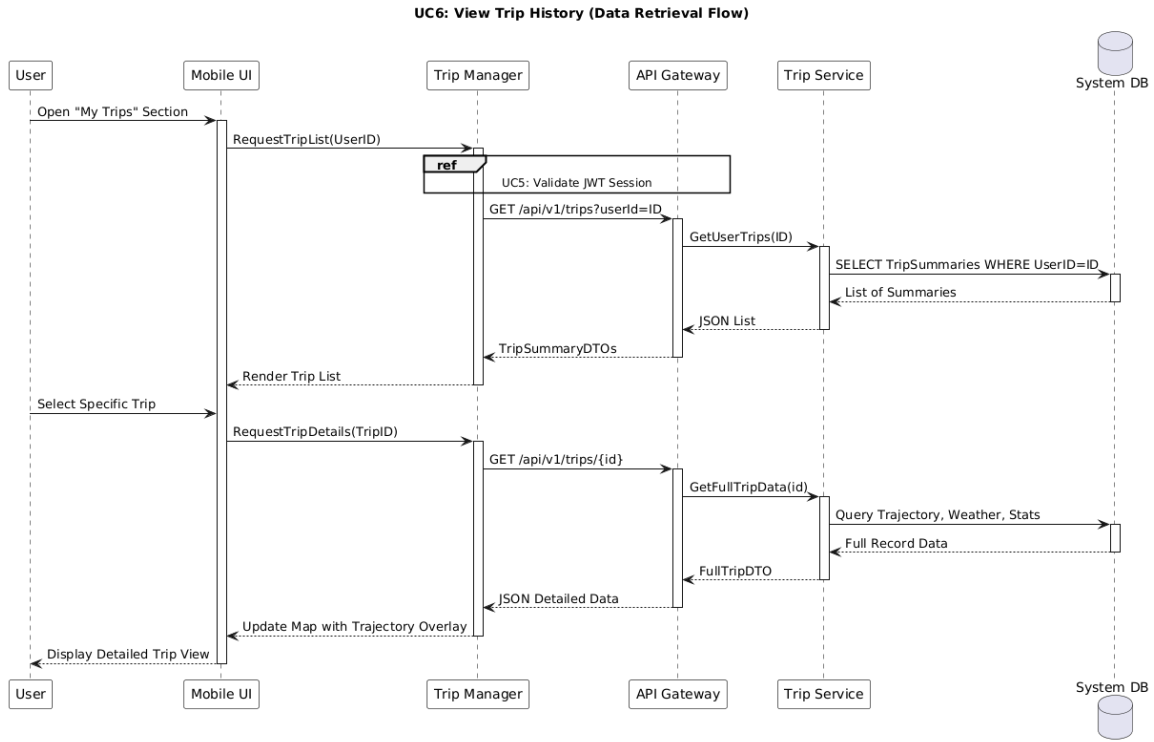 UC6: View Trip History (Data Retrieval Flow)
User
Mobile UI
Trip Manager
API Gateway
Trip Service
System DB
Open "My Trips" Section
RequestTripList(UserID)
ref
UC5: Validate JWT Session
GET /api/v1/trips?userId=ID
GetUserTrips(ID)
SELECT TripSummaries WHERE UserID=ID
List of Summaries
JSON List
TripSummaryDTOs
Render Trip List
Select Specific Trip
RequestTripDetails(TripID)
GET /api/v1/trips/{id}
GetFullTripData(id)
Query Trajectory, Weather, Stats
Full Record Data
FullTripDTO
JSON Detailed Data
Update Map with Trajectory Overlay
Display Detailed Trip View
User
Mobile UI
Trip Manager
API Gateway
Trip Service
System DB